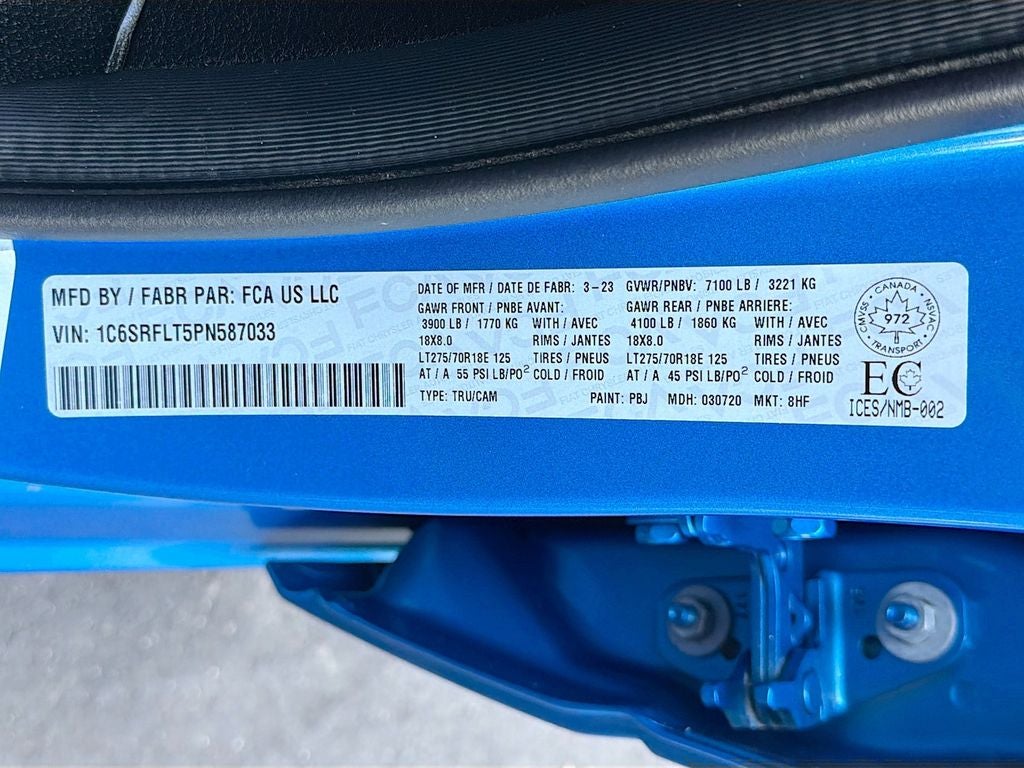 MFD BY / FABR PAR: FCA US LLC
VIN: 1C6SRFLT5PN587033
DATE OF MFR / DATE DE FABR: 3-23 GVWR/PNBV: 7100 LB / 3221 KG
GAWR FRONT / PNBE AVANT: GAWR REAR / PNBE ARRIERE:
3900 LB / 1770 KG WITH / AVEC 4100 LB / 1860 KG WITH / AVEC
18X8.0 RIMS / JANTES 18X8.0 RIMS / JANTES
LT275/70R18E 125 TIRES / PNEUS LT275/70R18E 125 TIRES / PNEUS
AT / A 55 PSI LB/PO² COLD / FROID AT / A 45 PSI LB/PO² COLD / FROID
TYPE: TRU/CAM PAINT: PBJ MDH: 030720 MKT: 8HF
CANADA
CMVSS 972 NSVAC
TRANSPORT
EC
ICES/NMB-002